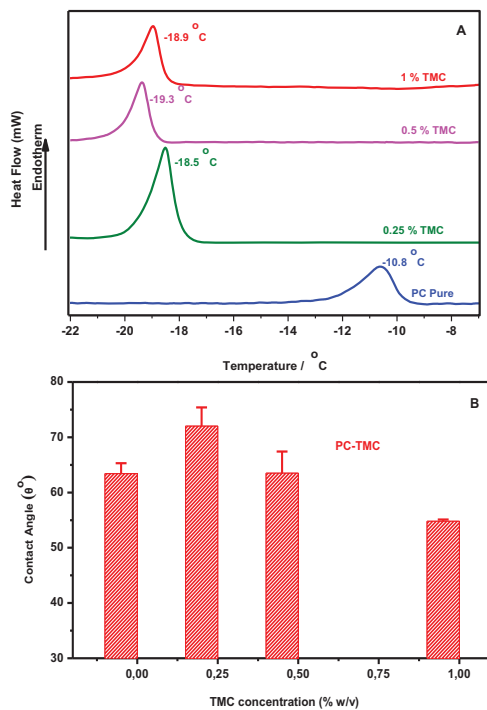 A
-18.9 o C
1 % TMC
-19.3 o C
0.5 % TMC
-18.5 o C
0.25 % TMC
-10.8 o C
PC Pure
Heat Flow (mW)
Endotherm
-22 -20 -18 -16 -14 -12 -10 -8
Temperature / o C
B
PC-TMC
80
70
60
50
40
30
Contact Angle (θ°)
0,00 0,25 0,50 0,75 1,00
TMC concentration (% w/v)